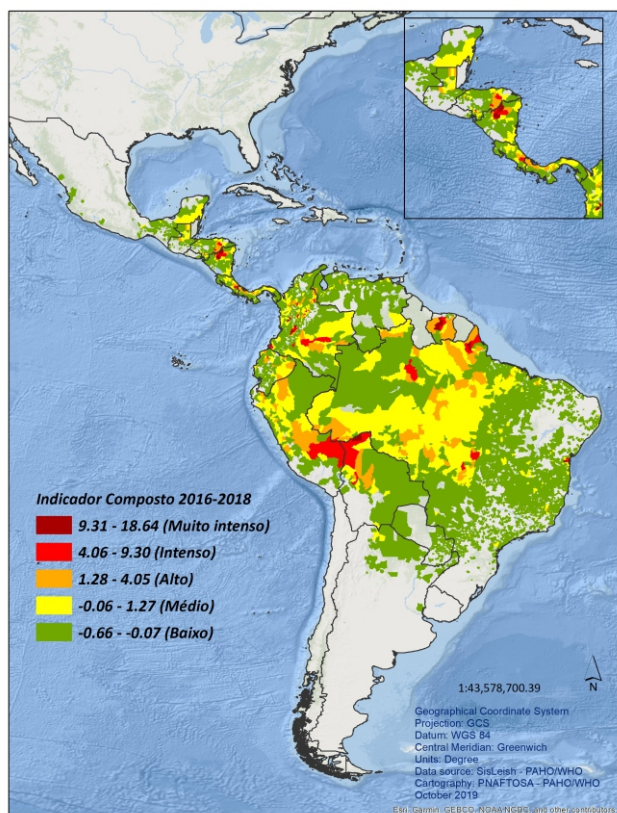 Indicador Composto 2016-2018
9.31 - 18.64 (Muito intenso)
4.06 - 9.30 (Intenso)
1.28 - 4.05 (Alto)
-0.06 - 1.27 (Médio)
-0.66 - -0.07 (Baixo)
1:43,578,700.39
N
Geographical Coordinate System
Projection: GCS
Datum: WGS 84
Central Meridian: Greenwich
Units: Degree
Data source: SisLeish - PAHO/WHO
Cartography: PNAFTOSA - PAHO/WHO
October 2019
Esri, Garmin, GEBCO, NOAA NGDC, and other contributors